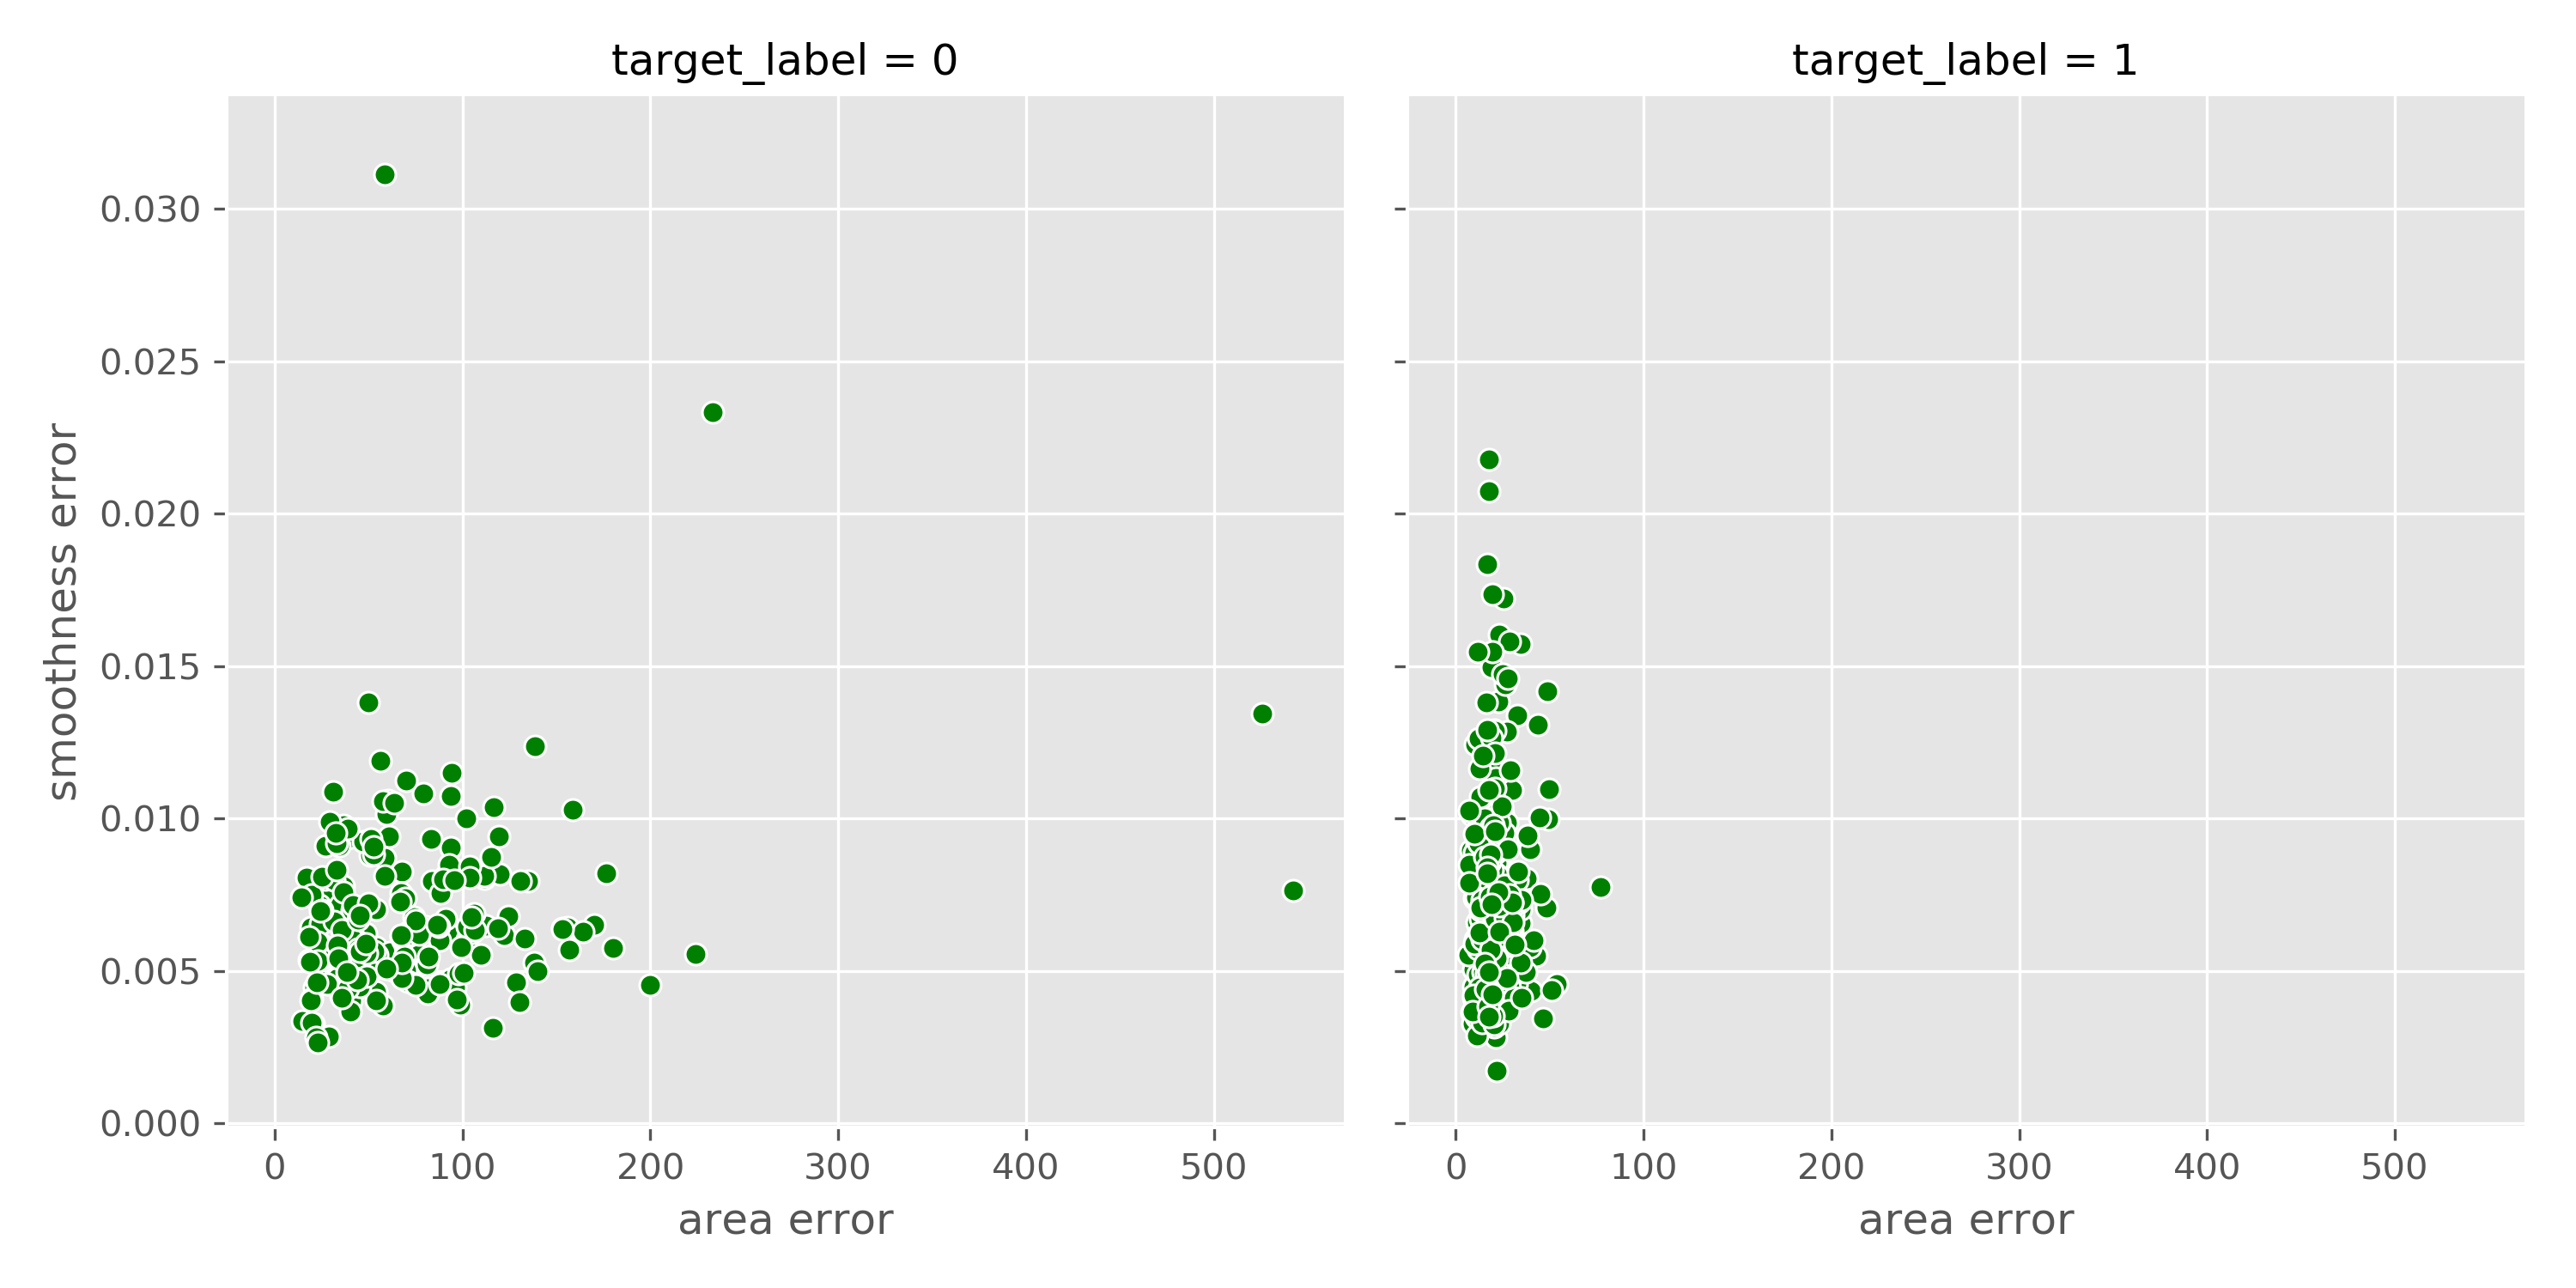 target_label = 0
target_label = 1
smoothness error
0.030
0.025
0.020
0.015
0.010
0.005
0.000
0 100 200 300 400 500
0 100 200 300 400 500
area error
area error